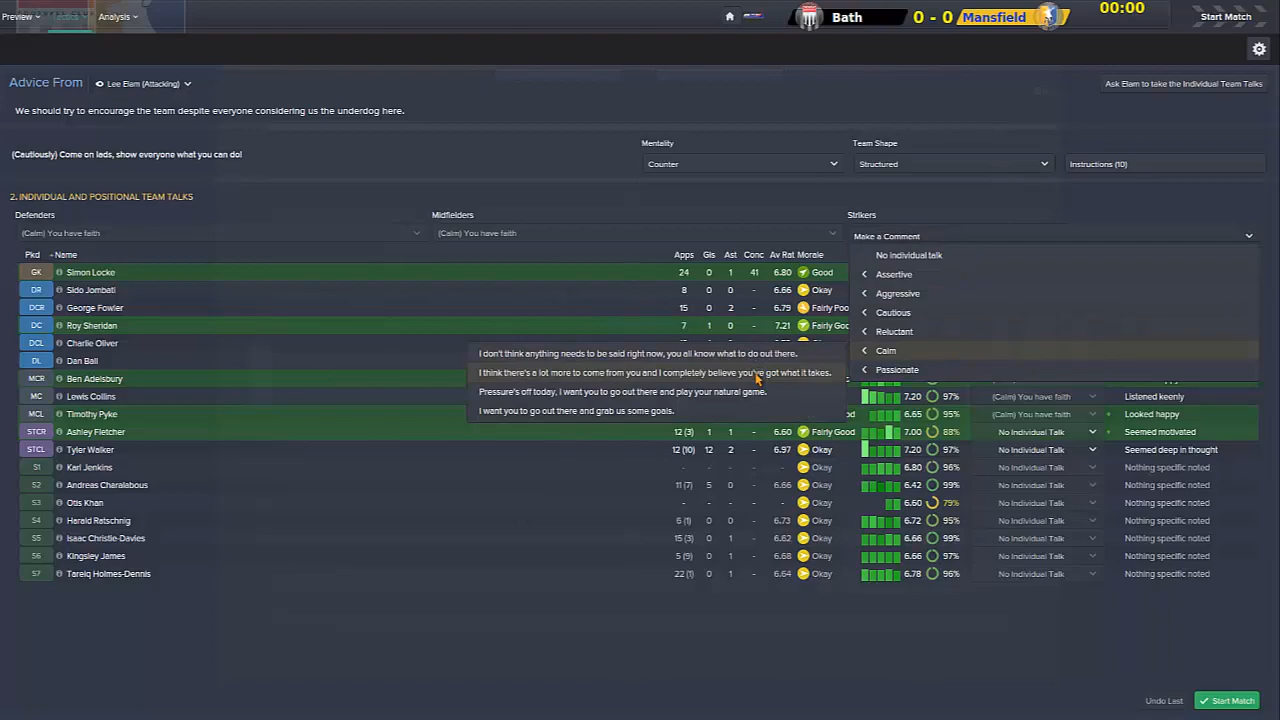 Preview Tactics Analysis Bath 0 - 0 Mansfield 00:00 Start Match
Advice From Lee Elam (Attacking) Ask Elam to take the Individual Team Talks
We should try to encourage the team despite everyone considering us the underdog here.
Mentality Team Shape
(Cautiously) Come on lads, show everyone what you can do! Counter Structured Instructions (10)
2. INDIVIDUAL AND POSITIONAL TEAM TALKS
Defenders Midfielders Strikers
(Calm) You have faith (Calm) You have faith Make a Comment
Pkd Name Apps Gls Ast Conc Av Rat Morale No individual talk
GK Simon Locke 24 0 1 41 6.80 Good Assertive
DR Sido Jombati 8 0 0 - 6.66 Okay Aggressive
DCR George Fowler 15 0 2 - 6.79 Fairly Poo Cautious
DC Roy Sheridan 7 1 0 - 7.21 Fairly Goo Reluctant
DCL Charlie Oliver Calm
I don't think anything needs to be said right now, you all know what to do out there.
DL Dan Ball Passionate
I think there's a lot more to come from you and I completely believe you've got what it takes.
MCR Ben Adelsbury
Pressure's off today, I want you to go out there and play your natural game.
MC Lewis Collins 7.20 97% (Calm) You have faith Listened keenly
I want you to go out there and grab us some goals.
MCL Timothy Pyke 6.65 95% (Calm) You have faith Looked happy
STCR Ashley Fletcher 12 (3) 1 1 - 6.60 Fairly Good 7.00 88% No Individual Talk Seemed motivated
STCL Tyler Walker 12 (10) 12 2 - 6.97 Okay 7.20 97% No Individual Talk Seemed deep in thought
S1 Karl Jenkins - - - - - Okay 6.80 96% No Individual Talk Nothing specific noted
S2 Andreas Charalabous 11 (7) 5 0 - 6.66 Okay 6.42 99% No Individual Talk Nothing specific noted
S3 Otis Khan - - - - - Okay 6.60 79% No Individual Talk Nothing specific noted
S4 Harald Ratschnig 6 (1) 0 0 - 6.73 Okay 6.72 95% No Individual Talk Nothing specific noted
S5 Isaac Christie-Davies 15 (3) 0 1 - 6.62 Okay 6.66 99% No Individual Talk Nothing specific noted
S6 Kingsley James 5 (9) 0 1 - 6.68 Okay 6.66 97% No Individual Talk Nothing specific noted
S7 Tareiq Holmes-Dennis 22 (1) 0 1 - 6.64 Okay 6.78 96% No Individual Talk Nothing specific noted
Undo Last Start Match